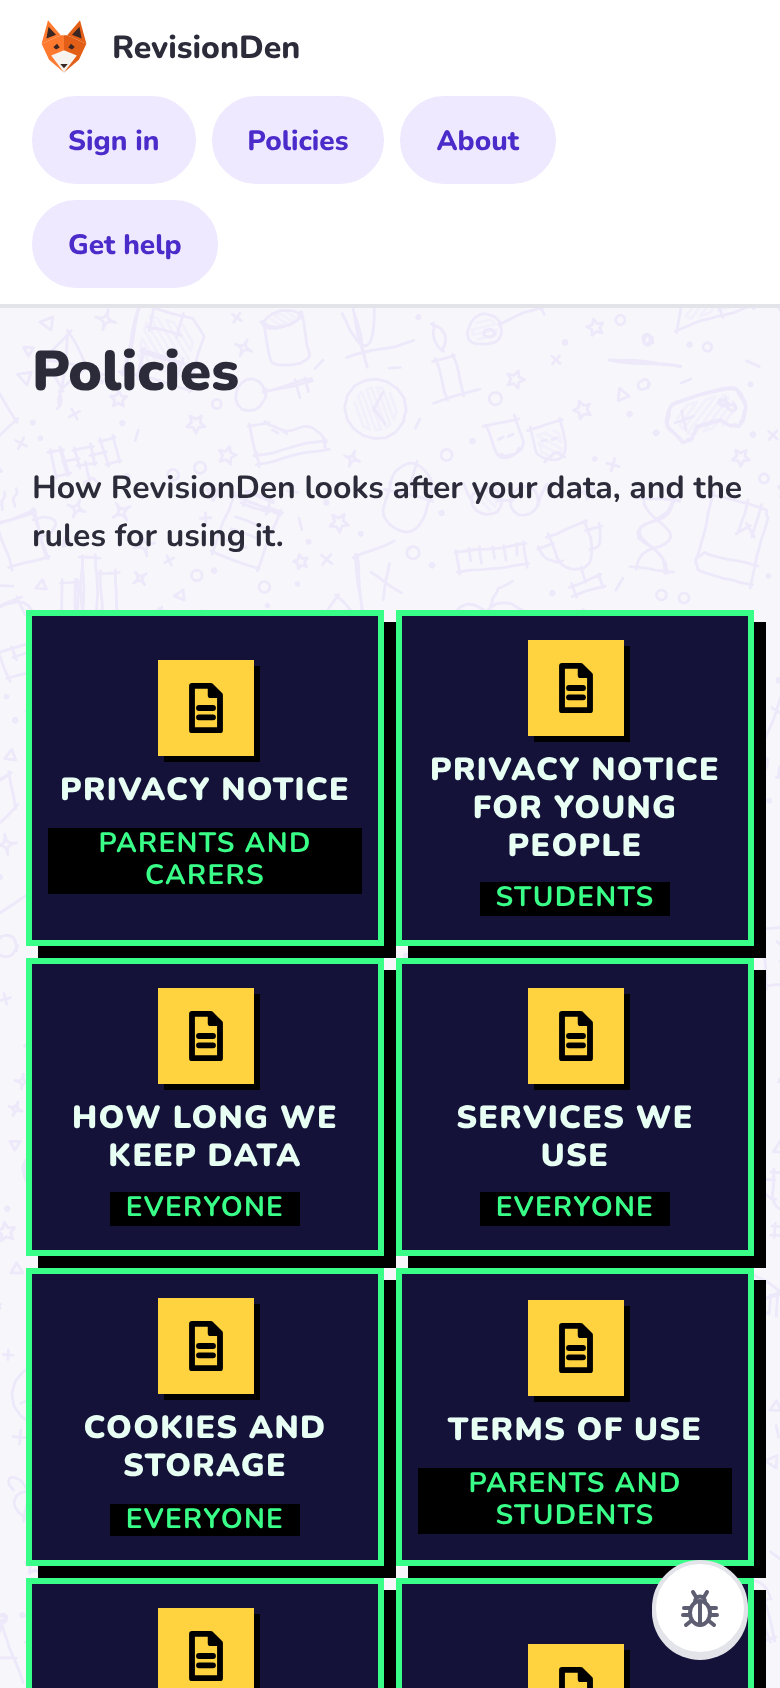 RevisionDen
Sign in
Policies
About
Get help
Policies
How RevisionDen looks after your data, and the
rules for using it.
PRIVACY NOTICE
PARENTS AND
CARERS
PRIVACY NOTICE
FOR YOUNG
PEOPLE
STUDENTS
HOW LONG WE
KEEP DATA
EVERYONE
SERVICES WE
USE
EVERYONE
COOKIES AND
STORAGE
EVERYONE
TERMS OF USE
PARENTS AND
STUDENTS